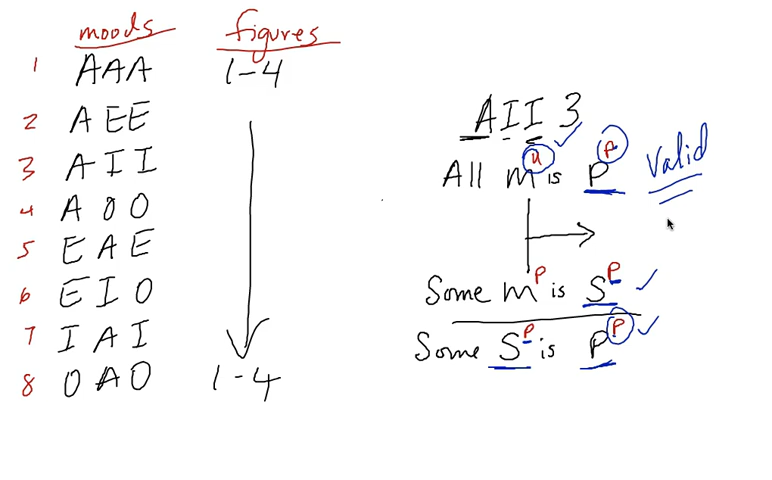 moods figures
1 AAA 1-4
2 AEE
3 AII
4 AOO
5 EAE
6 EIO
7 IAI
8 OAO 1-4
AII 3
All m u is P P valid
Some m P is S P
Some S P is P P